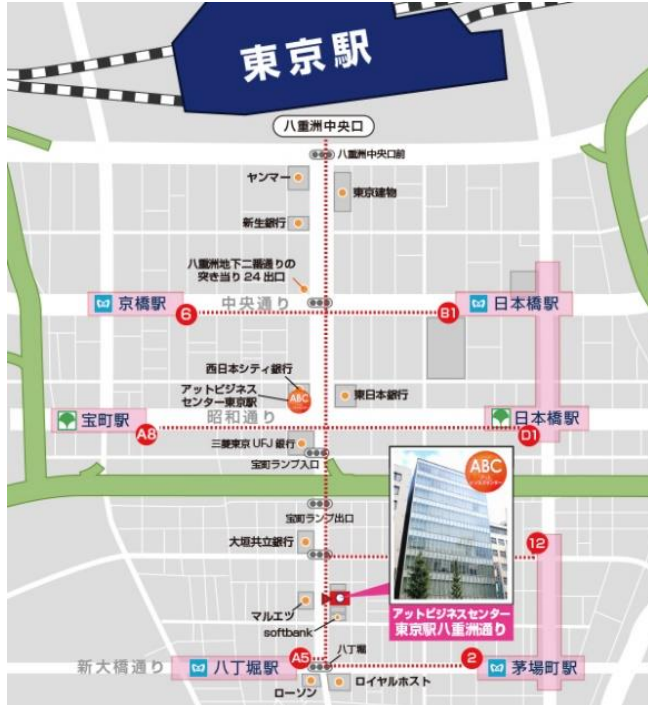 東京駅
八重洲中央口
八重洲中央口前
ヤンマー
東京建物
新生銀行
八重洲地下二番通りの
突き当り24出口
京橋駅
中央通り
日本橋駅
6
B1
西日本シティ銀行
アットビジネス
センター東京駅
ABC
東日本銀行
宝町駅
昭和通り
日本橋駅
A8
D1
三菱東京UFJ銀行
宝町ランプ入口
ABC
宝町ランプ出口
大垣共立銀行
12
マルエツ
softbank
アットビジネスセンター
東京駅八重洲通り
八丁堀
A5
2
新大橋通り
八丁堀駅
茅場町駅
ローソン
ロイヤルホスト